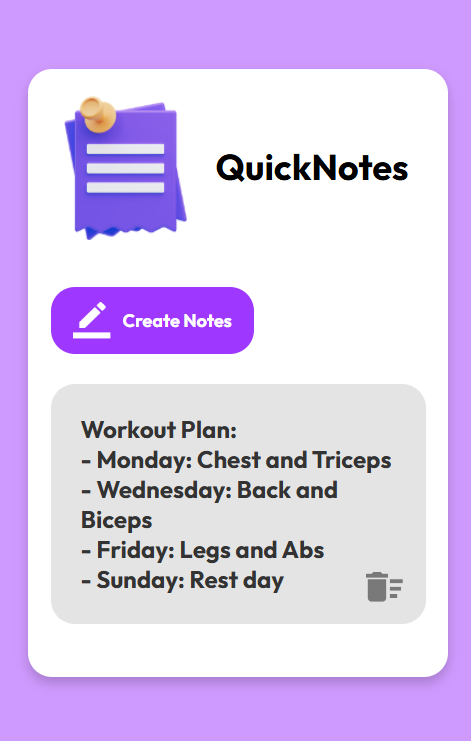 QuickNotes
Create Notes
Workout Plan:
- Monday: Chest and Triceps
- Wednesday: Back and
Biceps
- Friday: Legs and Abs
- Sunday: Rest day